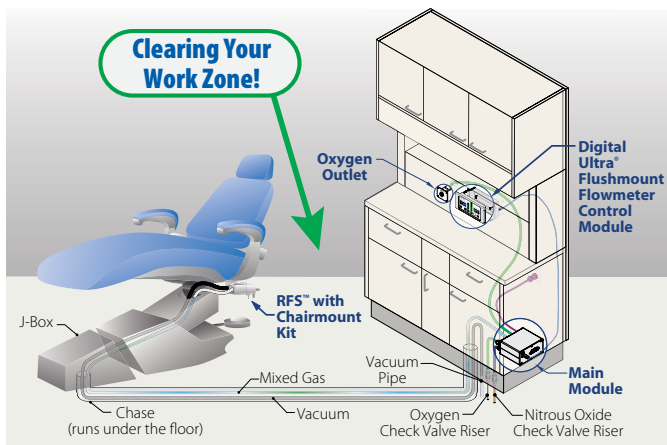 Clearing Your
Work Zone!
Oxygen
Outlet
Digital
Ultra®
Flushmount
Flowmeter
Control
Module
RFS™ with
Chairmount
Kit
J-Box
Mixed Gas
Vacuum
Chase
(runs under the floor)
Vacuum
Pipe
Main
Module
Oxygen
Check Valve Riser
Nitrous Oxide
Check Valve Riser